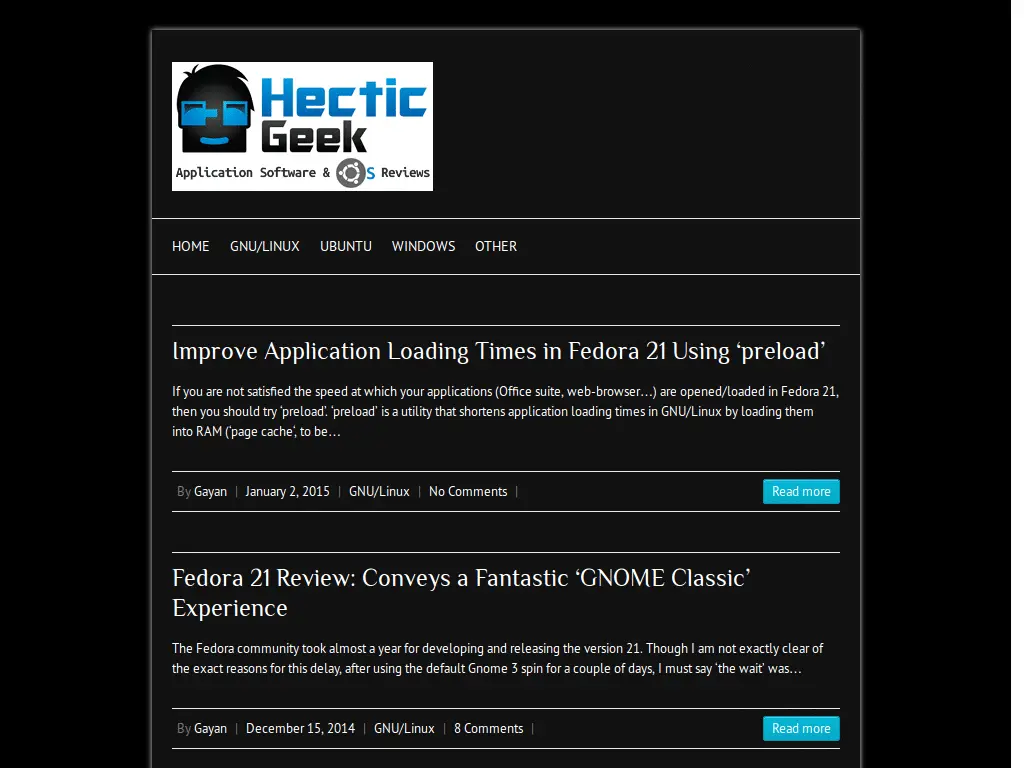 Hectic
Geek
Application Software & OS Reviews
HOME GNU/LINUX UBUNTU WINDOWS OTHER
Improve Application Loading Times in Fedora 21 Using ‘preload’
If you are not satisfied the speed at which your applications (Office suite, web-browser…) are opened/loaded in Fedora 21,
then you should try ‘preload’. ‘preload’ is a utility that shortens application loading times in GNU/Linux by loading them
into RAM (‘page cache‘, to be…
By Gayan | January 2, 2015 | GNU/Linux | No Comments |
Read more
Fedora 21 Review: Conveys a Fantastic ‘GNOME Classic’
Experience
The Fedora community took almost a year for developing and releasing the version 21. Though I am not exactly clear of
the exact reasons for this delay, after using the default Gnome 3 spin for a couple of days, I must say ‘the wait’ was…
By Gayan | December 15, 2014 | GNU/Linux | 8 Comments |
Read more